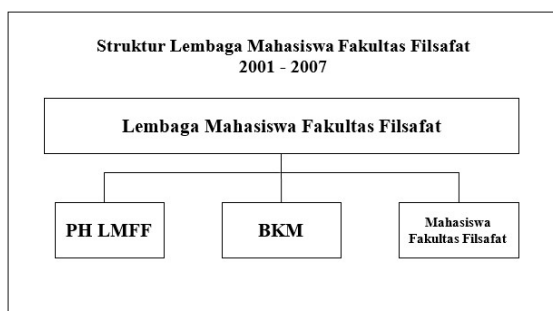 Struktur Lembaga Mahasiswa Fakultas Filsafat
2001 - 2007
Lembaga Mahasiswa Fakultas Filsafat
PH LMFF
BKM
Mahasiswa
Fakultas Filsafat